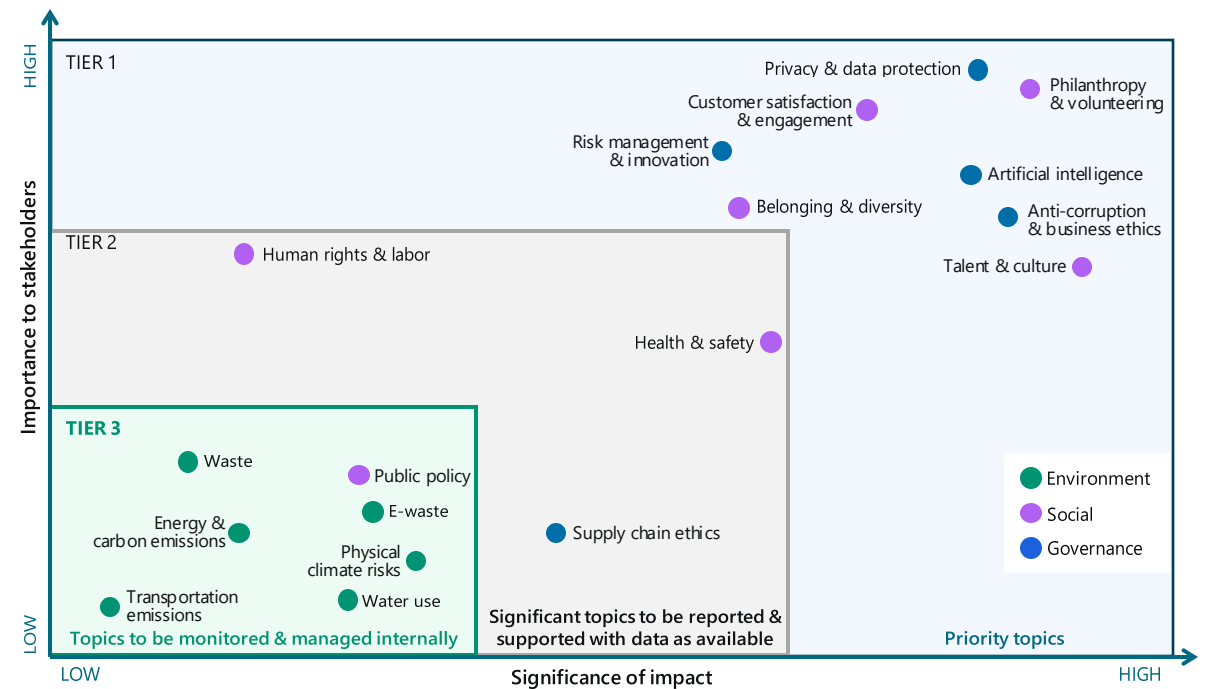 HIGH
TIER 1
Privacy & data protection
Philanthropy
& volunteering
Customer satisfaction
& engagement
Risk management
& innovation
Artificial intelligence
Belonging & diversity
Anti-corruption
& business ethics
Importance to stakeholders
TIER 2
Human rights & labor
Talent & culture
Health & safety
TIER 3
Waste
Public policy
E-waste
Energy &
carbon emissions
Supply chain ethics
Physical
climate risks
Transportation
emissions
Water use
Environment
Social
Governance
Topics to be monitored & managed internally
Significant topics to be reported &
supported with data as available
Priority topics
LOW
LOW
Significance of impact
HIGH